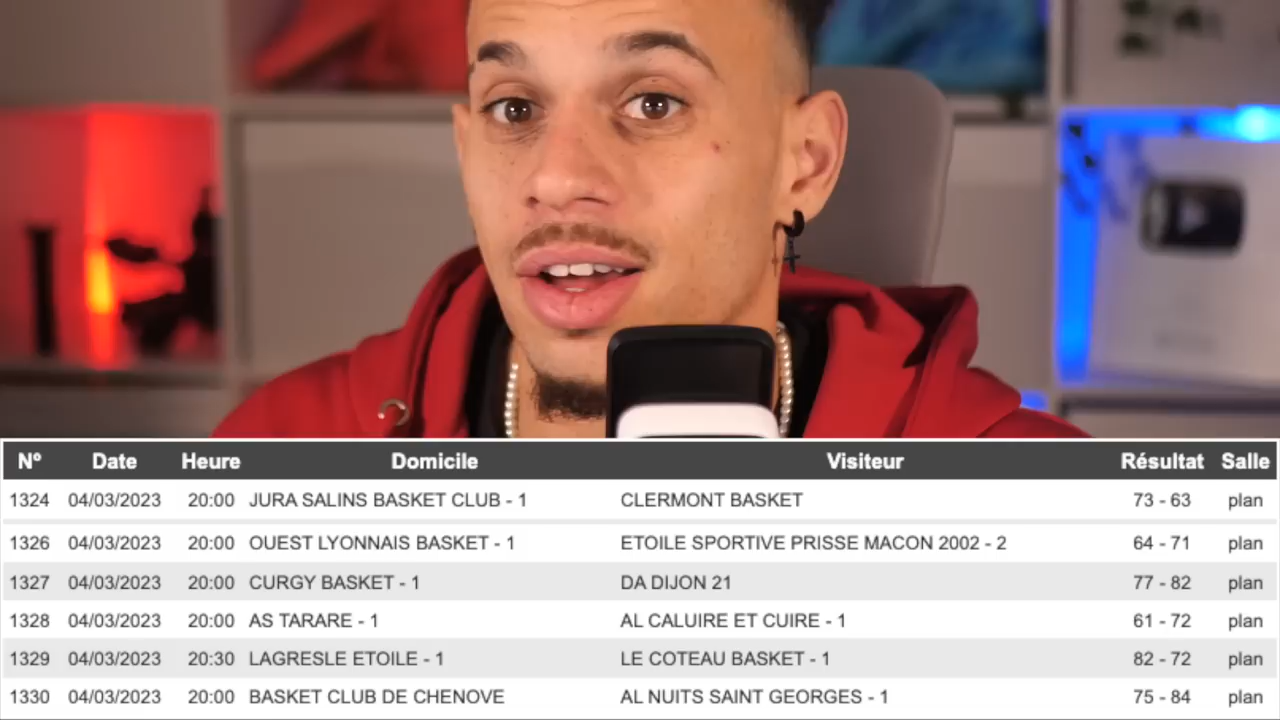 Nº Date Heure Domicile Visiteur Résultat Salle
1324 04/03/2023 20:00 JURA SALINS BASKET CLUB - 1 CLERMONT BASKET 73 - 63 plan
1326 04/03/2023 20:00 OUEST LYONNAIS BASKET - 1 ETOILE SPORTIVE PRISSE MACON 2002 - 2 64 - 71 plan
1327 04/03/2023 20:00 CURGY BASKET - 1 DA DIJON 21 77 - 82 plan
1328 04/03/2023 20:00 AS TARARE - 1 AL CALUIRE ET CUIRE - 1 61 - 72 plan
1329 04/03/2023 20:30 LAGRESLE ETOILE - 1 LE COTEAU BASKET - 1 82 - 72 plan
1330 04/03/2023 20:00 BASKET CLUB DE CHENOVE AL NUITS SAINT GEORGES - 1 75 - 84 plan